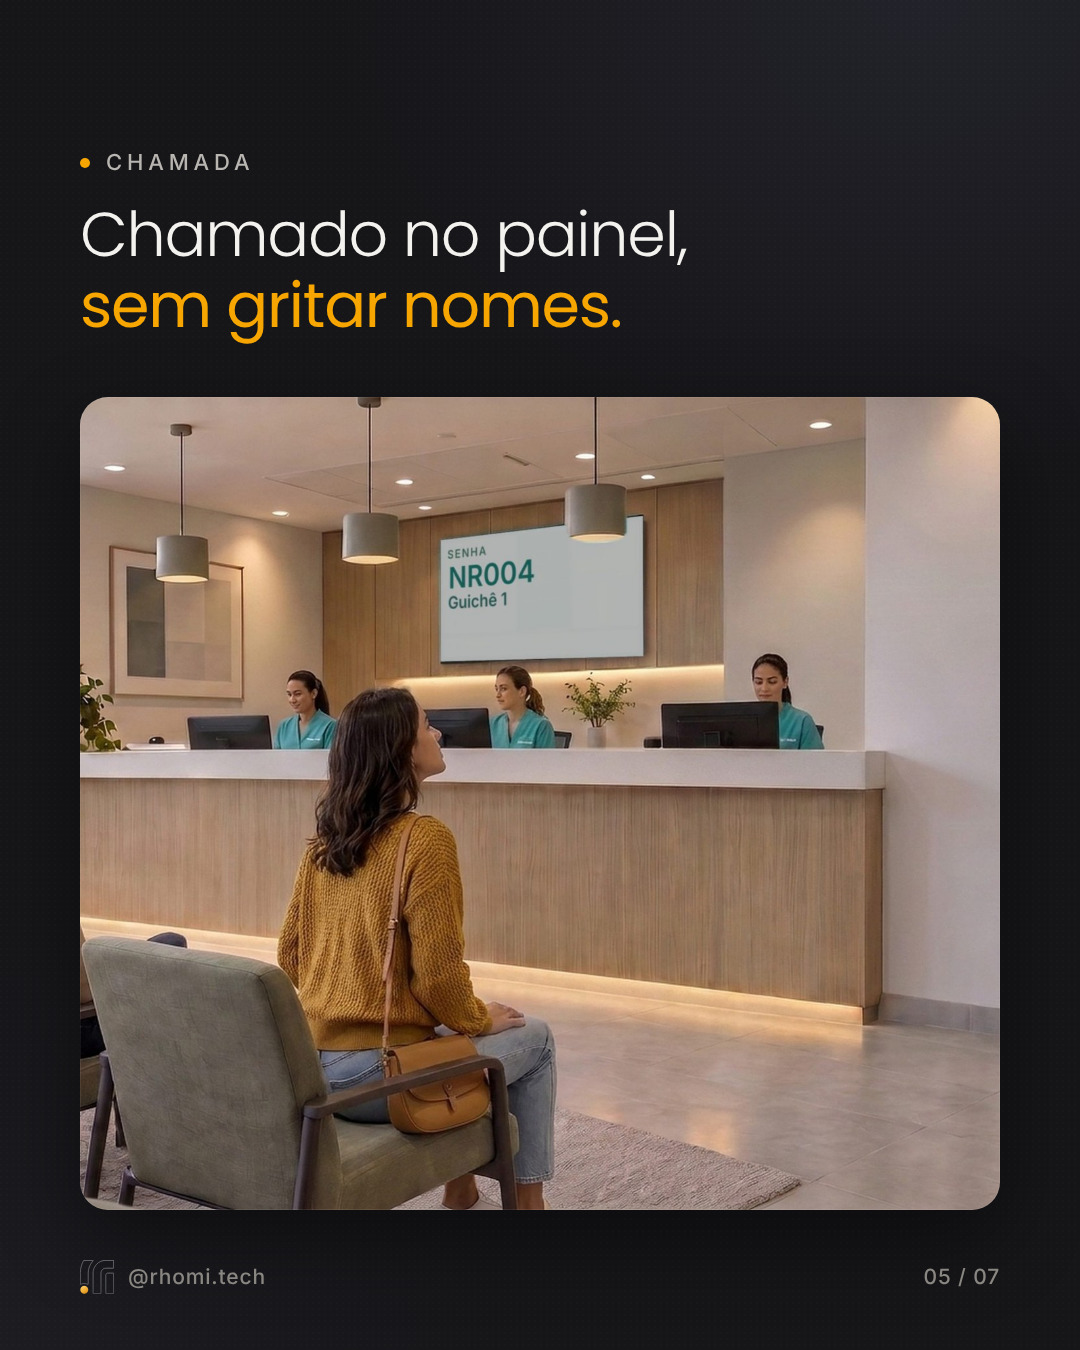 CHAMADA
Chamado no painel,
sem gritar nomes.
SENHA
NR004
Guichê 1
@rhomi.tech
05 / 07